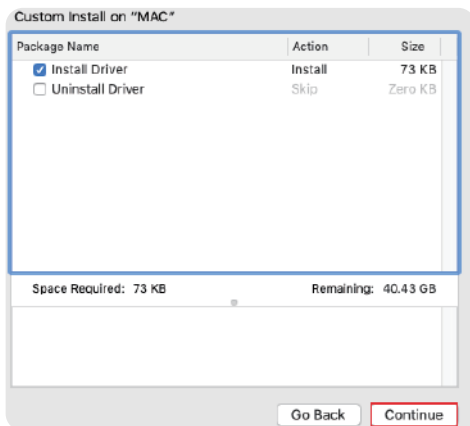 Custom Install on "MAC"
Package Name Action Size
Install Driver Install 73 KB
Uninstall Driver Skip Zero KB
Space Required: 73 KB Remaining: 40.43 GB
Go Back Continue